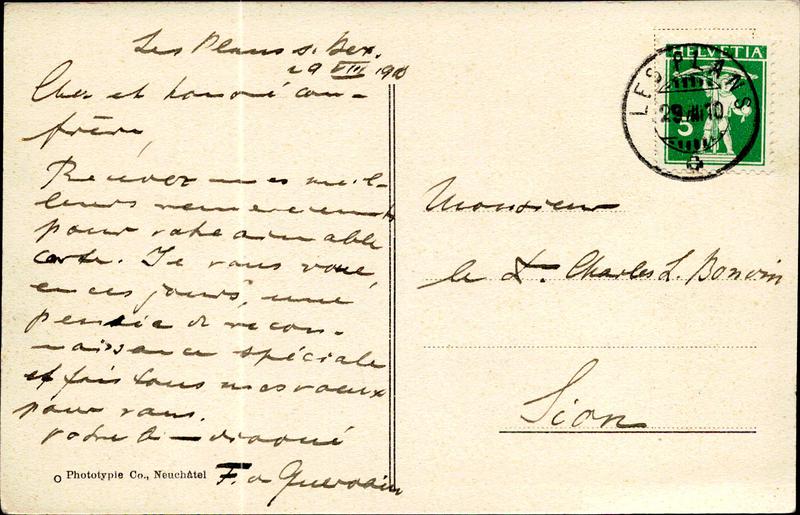 Les Plans s. Bex.
29 VIII 1910
Cher et honoré con-
frère,
Recevez mes meil-
leurs remerciements
pour votre aimable
carte. Je vous voue,
en ces jours, une
pensée de recon-
naissance spéciale
et fais tous mes vœux
pour vous.
Votre bi-dévoué
F. de Quervain
Phototypie Co., Neuchâtel
HELVETIA
5
LES PLANS
29.VIII.10
Monsieur
le Dr. Charles L. Bonvin
Sion